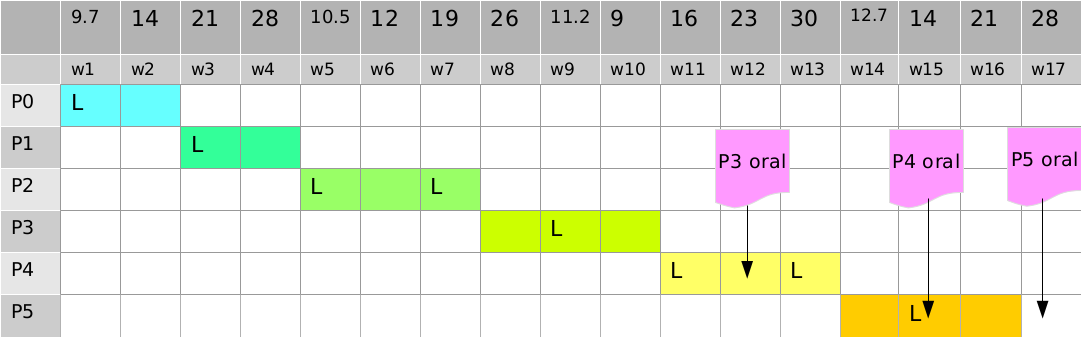 9.7 14 21 28 10.5 12 19 26 11.2 9 16 23 30 12.7 14 21 28
w1 w2 w3 w4 w5 w6 w7 w8 w9 w10 w11 w12 w13 w14 w15 w16 w17
P0 L
P1 L P3 oral P4 oral P5 oral
P2 L L
P3 L
P4 L L
P5 L